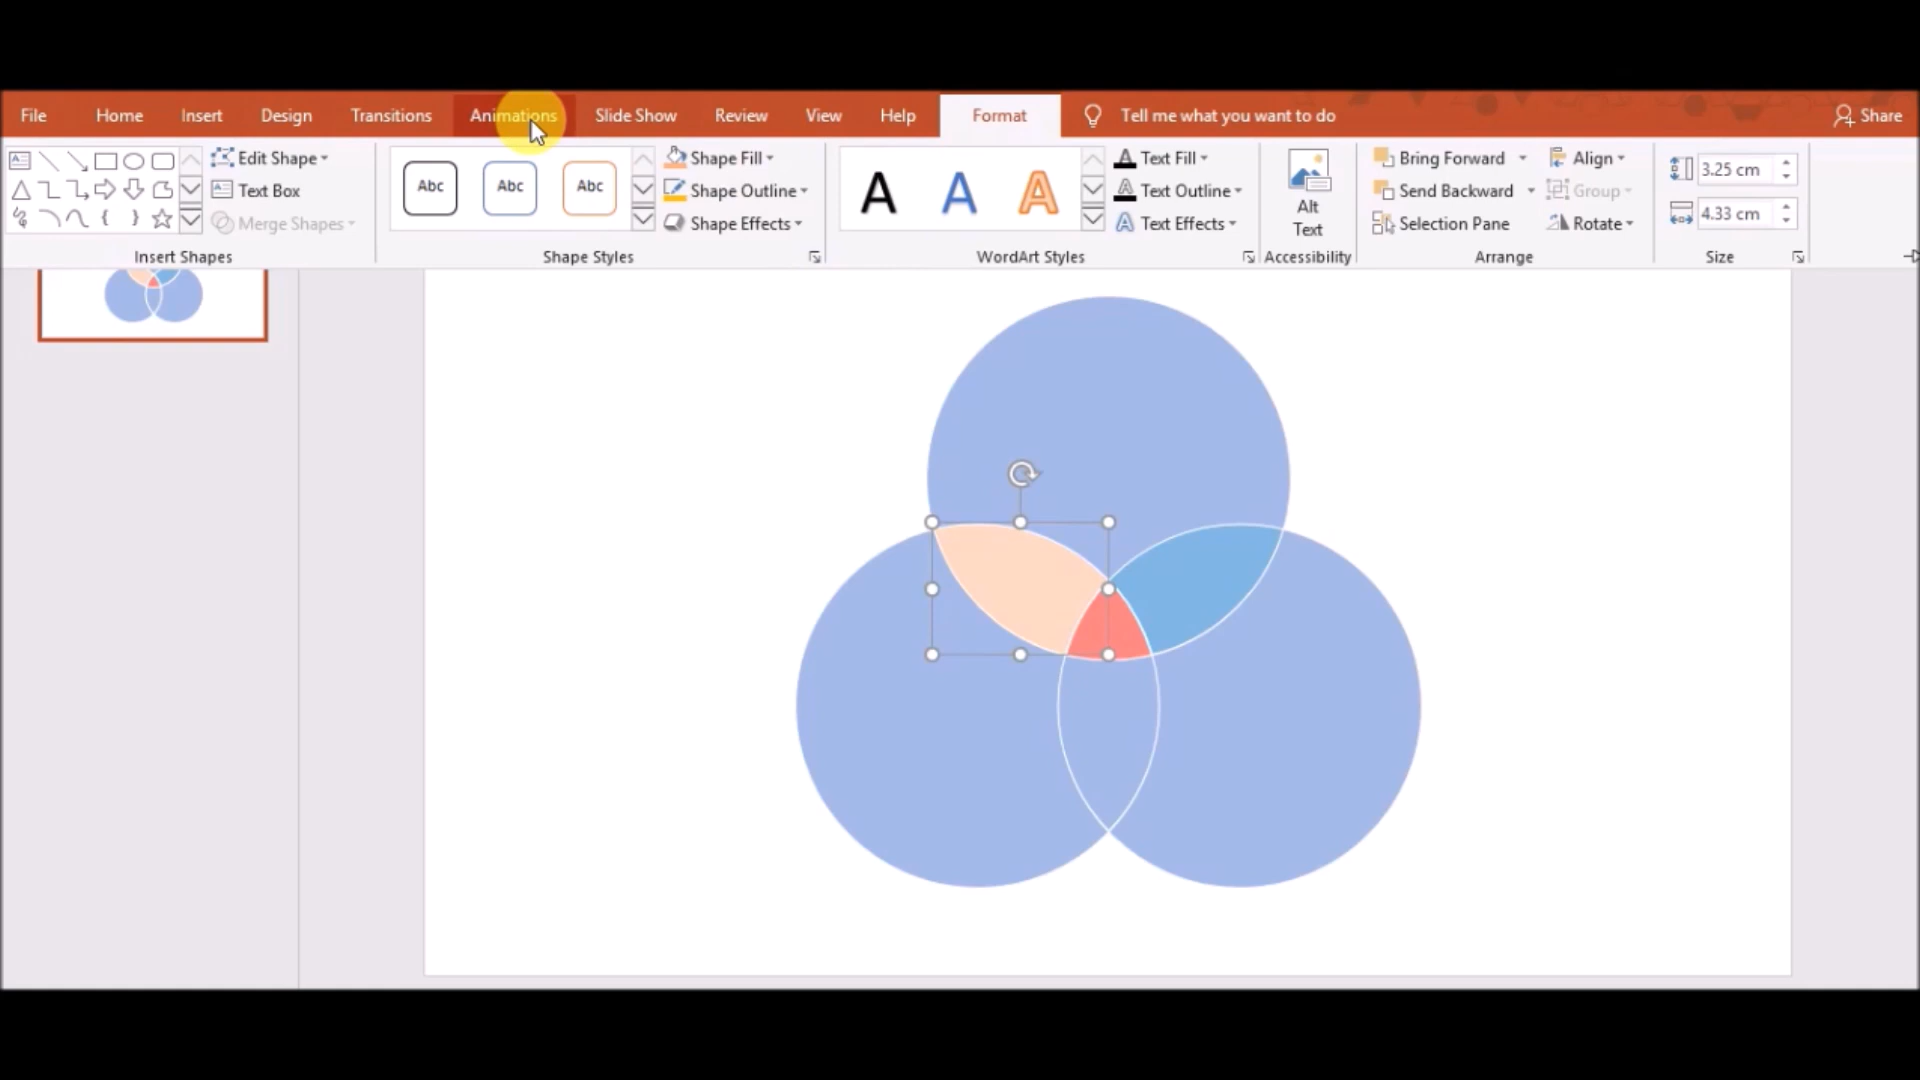 File Home Insert Design Transitions Animations Slide Show Review View Help Format Tell me what you want to do Share
Edit Shape
Text Box
Merge Shapes
Insert Shapes
Abc Abc Abc
Shape Fill
Shape Outline
Shape Effects
Shape Styles
A A A
Text Fill
Text Outline
Text Effects
WordArt Styles
Alt
Text
Accessibility
Bring Forward
Send Backward
Selection Pane
Align
Group
Rotate
Arrange
3.25 cm
4.33 cm
Size